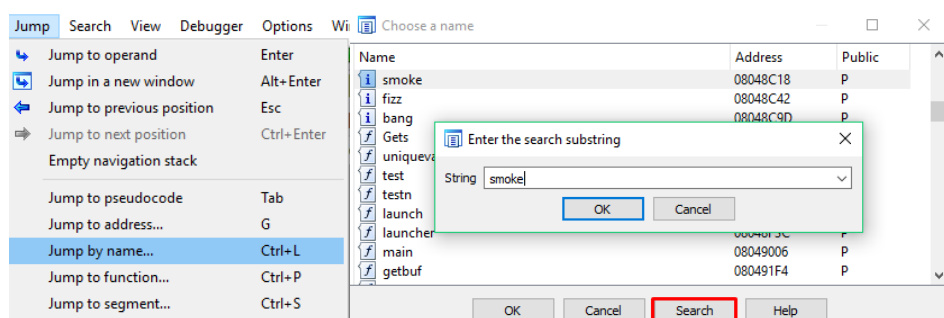 Jump Search View Debugger Options Wi
Jump to operand Enter
Jump in a new window Alt+Enter
Jump to previous position Esc
Jump to next position Ctrl+Enter
Empty navigation stack
Jump to pseudocode Tab
Jump to address... G
Jump by name... Ctrl+L
Jump to function... Ctrl+P
Jump to segment... Ctrl+S
Choose a name
Name Address Public
smoke 08048C18 P
fizz 08048C42 P
bang 08048C9D P
Gets
uniqueva
test
testn
launch
launcher P
main 08049006 P
getbuf 080491F4 P
Enter the search substring
String smoke
OK Cancel
OK Cancel Search Help